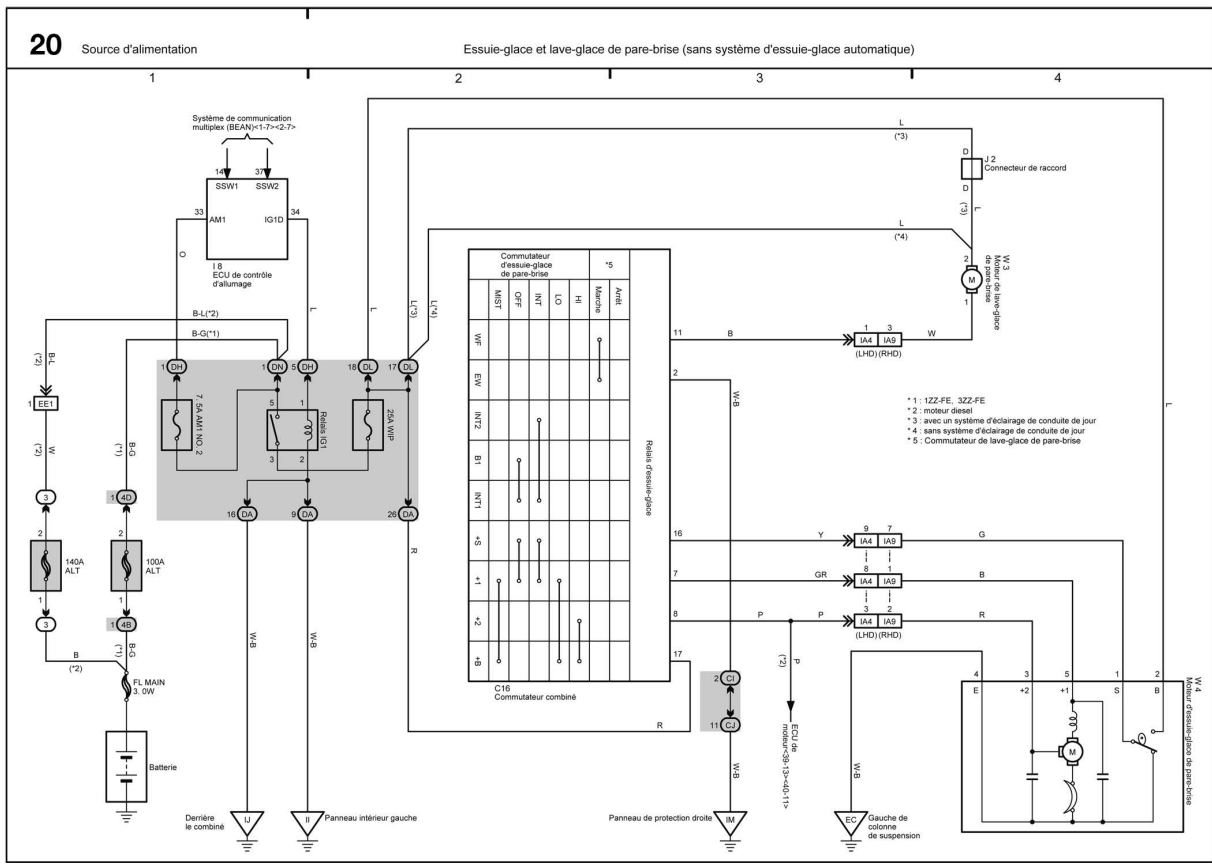 20 Source d'alimentation
Essuie-glace et lave-glace de pare-brise (sans système d'essuie-glace automatique)
1 2 3 4
Système de communication
multiplex (BEAN)<1-7><2-7>
14 37
SSW1 SSW2
33 AM1 IG1D 34
I 8
ECU de contrôle
d'allumage
O
L
B-L(*2)
B-G(*1)
L(*3)
L(*4)
L
(*3)
L
(*4)
D
J 2
Connecteur de raccord
D
(*3)
L
2
M
1
W 3
Moteur de lave-glace
de pare-brise
B-L
(*2)
1 EE1
W
(*2)
B-G
(*1)
1 DH
1 DN
5 DH
18 DL
17 DL
7. 5A AM1 NO. 2
5 1
3 2
Relais IG1
25A WIP
16 DA
9 DA
26 DA
3
1 4D
2
140A
ALT
1
3
2
100A
ALT
1
1 4B
B
(*2)
B-G
(*1)
FL MAIN
3. 0W
Batterie
W-B
W-B
R
Derrière
le combiné
IJ
II
Panneau intérieur gauche
Commutateur
d'essuie-glace
de pare-brise
*5
MIST
OFF
INT
LO
HI
Marche
Arrêt
WF
EW
INT2
B1
INT1
+S
+1
+2
+B
Relais d'essuie-glace
C16
Commutateur combiné
11 B
1 3
IA4 IA9
(LHD) (RHD)
W
2
W-B
* 1 : 1ZZ-FE, 3ZZ-FE
* 2 : moteur diesel
* 3 : avec un système d'éclairage de conduite de jour
* 4 : sans système d'éclairage de conduite de jour
* 5 : Commutateur de lave-glace de pare-brise
L
16 Y
9 7
IA4 IA9
G
7 GR
8 1
IA4 IA9
B
8 P P
3 2
IA4 IA9
(LHD) (RHD)
R
17
R
P
(*2)
ECU de
moteur<39-13><40-11>
2 CI
11 CJ
W-B
Panneau de protection droite
IM
W-B
EC
Gauche de
colonne
de suspension
4 3 5 1 2
E +2 +1 S B
M
W 4
Moteur d'essuie-glace de pare-brise